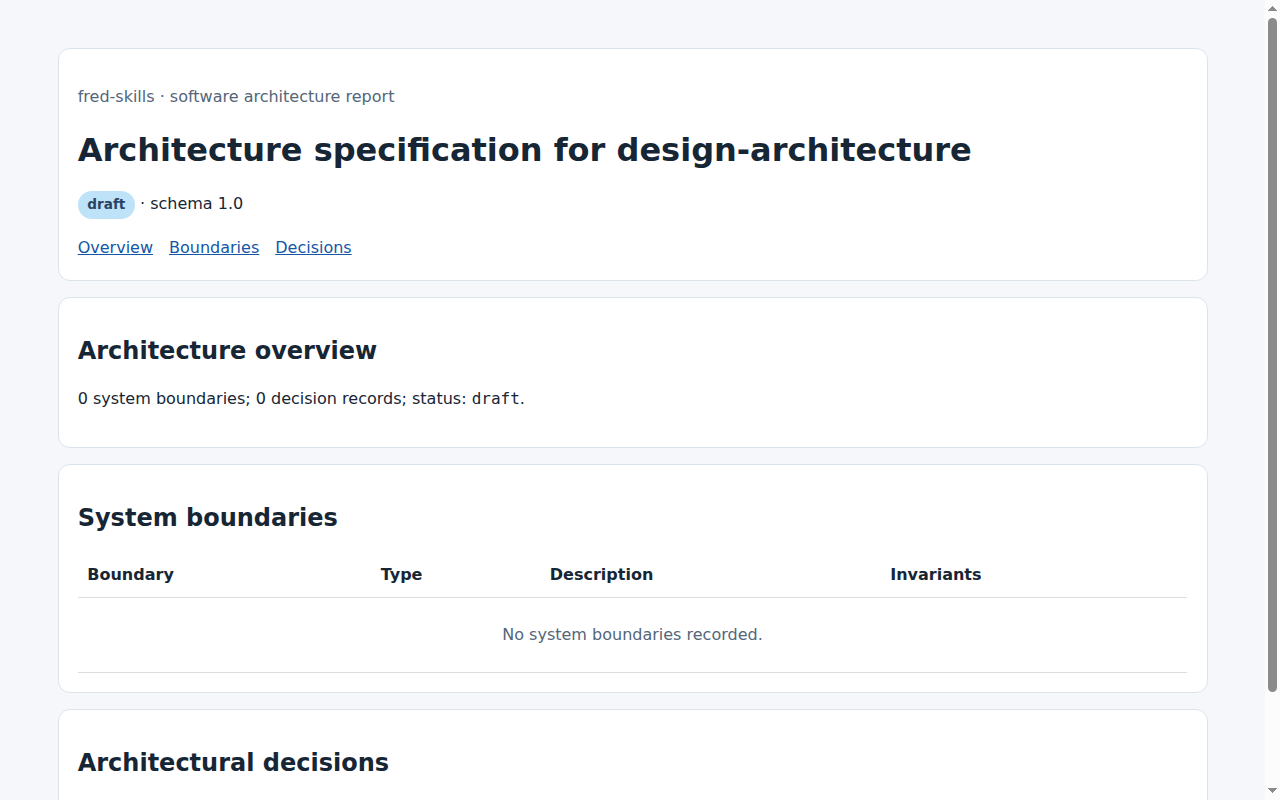 fred-skills · software architecture report
Architecture specification for design-architecture
draft · schema 1.0
Overview Boundaries Decisions
Architecture overview
0 system boundaries; 0 decision records; status: draft.
System boundaries
Boundary Type Description Invariants
No system boundaries recorded.
Architectural decisions